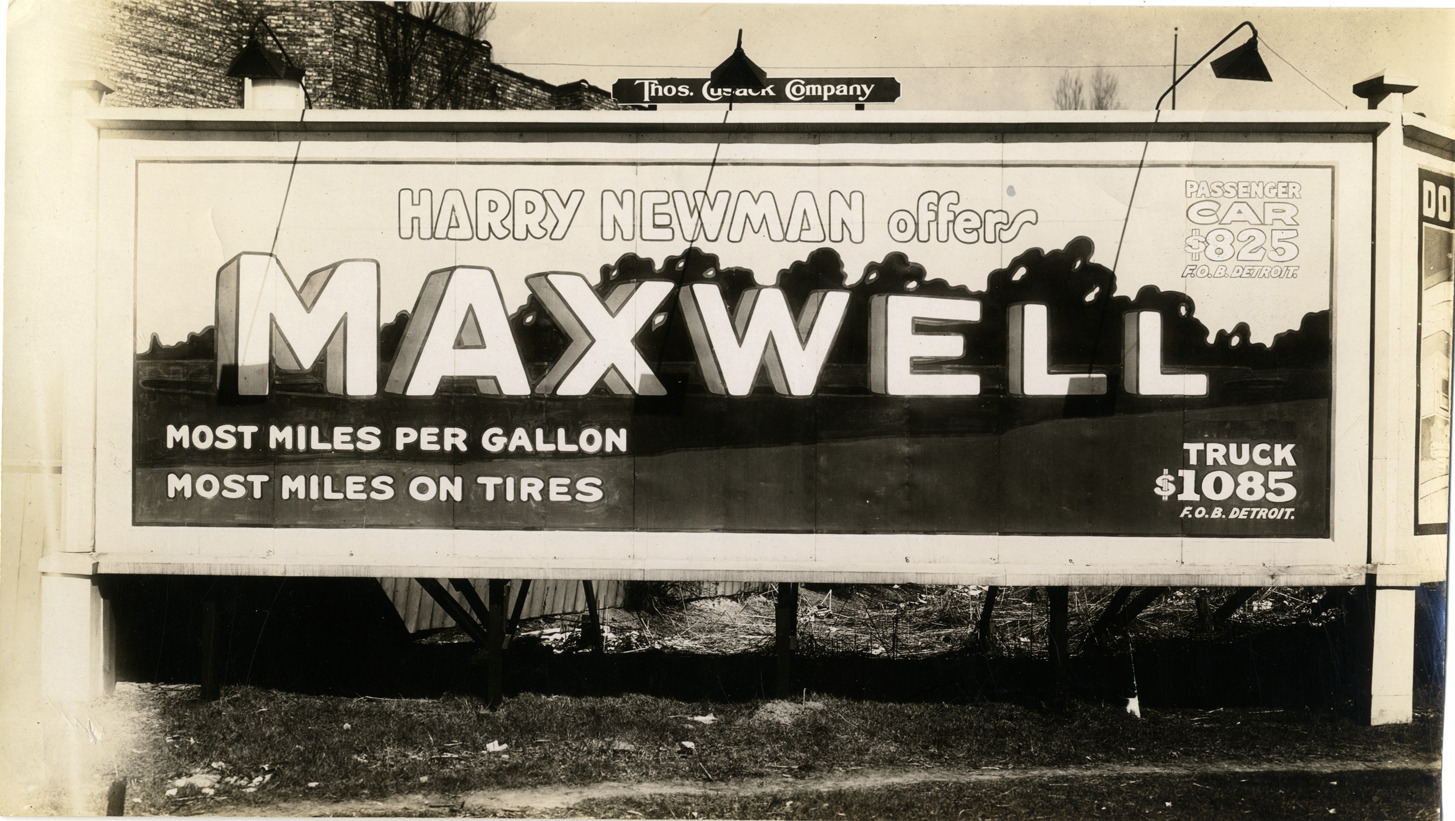 Thos. Cusack Company
HARRY NEWMAN offers
MAXWELL
PASSENGER
CAR
$825
F.O.B. DETROIT.
MOST MILES PER GALLON
MOST MILES ON TIRES
TRUCK
$1085
F.O.B. DETROIT.
DO